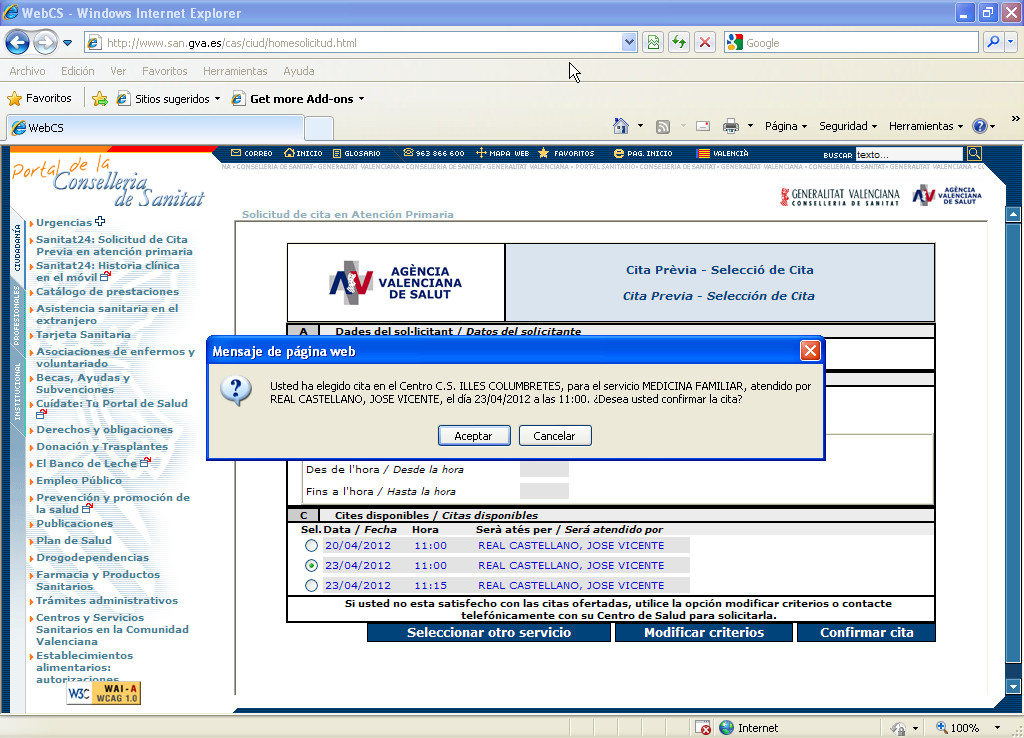 WebCS - Windows Internet Explorer
http://www.san.gva.es/cas/ciud/homesolicitud.html
Google
Archivo Edición Ver Favoritos Herramientas Ayuda
Favoritos Sitios sugeridos Get more Add-ons
WebCS
Página Seguridad Herramientas
CORREO INICIO GLOSARIO 963 866 600 MAPA WEB FAVORITOS PAG. INICIO VALENCIÀ BUSCAR texto...
Portal de la
Conselleria
de Sanitat
GENERALITAT VALENCIANA
CONSELLERIA DE SANITAT
AGÈNCIA
VALENCIANA
DE SALUT
CIUDADANÍA
PROFESIONALES
INSTITUCIONAL
Urgencias
Sanitat24: Solicitud de Cita
Previa en atención primaria
Sanitat24: Historia clínica
en el móvil
Catálogo de prestaciones
Asistencia sanitaria en el
extranjero
Tarjeta Sanitaria
Asociaciones de enfermos y
voluntariado
Becas, Ayudas y
Subvenciones
Cuídate: Tu Portal de Salud
Derechos y obligaciones
Donación y Trasplantes
El Banco de Leche
Empleo Público
Prevención y promoción de
la salud
Publicaciones
Plan de Salud
Drogodependencias
Farmacia y Productos
Sanitarios
Trámites administrativos
Centros y Servicios
Sanitarios en la Comunidad
Valenciana
Establecimientos
alimentarios:
autorizaciones
W3C WAI-A
WCAG 1.0
Solicitud de cita en Atención Primaria
AGÈNCIA
VALENCIANA
DE SALUT
Cita Prèvia - Selecció de Cita
Cita Previa - Selección de Cita
A Dades del sol·licitant / Datos del solicitante
Mensaje de página web
Usted ha elegido cita en el Centro C.S. ILLES COLUMBRETES, para el servicio MEDICINA FAMILIAR, atendido por
REAL CASTELLANO, JOSE VICENTE, el día 23/04/2012 a las 11:00. ¿Desea usted confirmar la cita?
Aceptar Cancelar
Des de l'hora / Desde la hora
Fins a l'hora / Hasta la hora
C Cites disponibles / Citas disponibles
Sel. Data / Fecha Hora Serà atés per / Será atendido por
20/04/2012 11:00 REAL CASTELLANO, JOSE VICENTE
23/04/2012 11:00 REAL CASTELLANO, JOSE VICENTE
23/04/2012 11:15 REAL CASTELLANO, JOSE VICENTE
Si usted no esta satisfecho con las citas ofertadas, utilice la opción modificar criterios o contacte
telefónicamente con su Centro de Salud para solicitarla.
Seleccionar otro servicio Modificar criterios Confirmar cita
Internet 100%